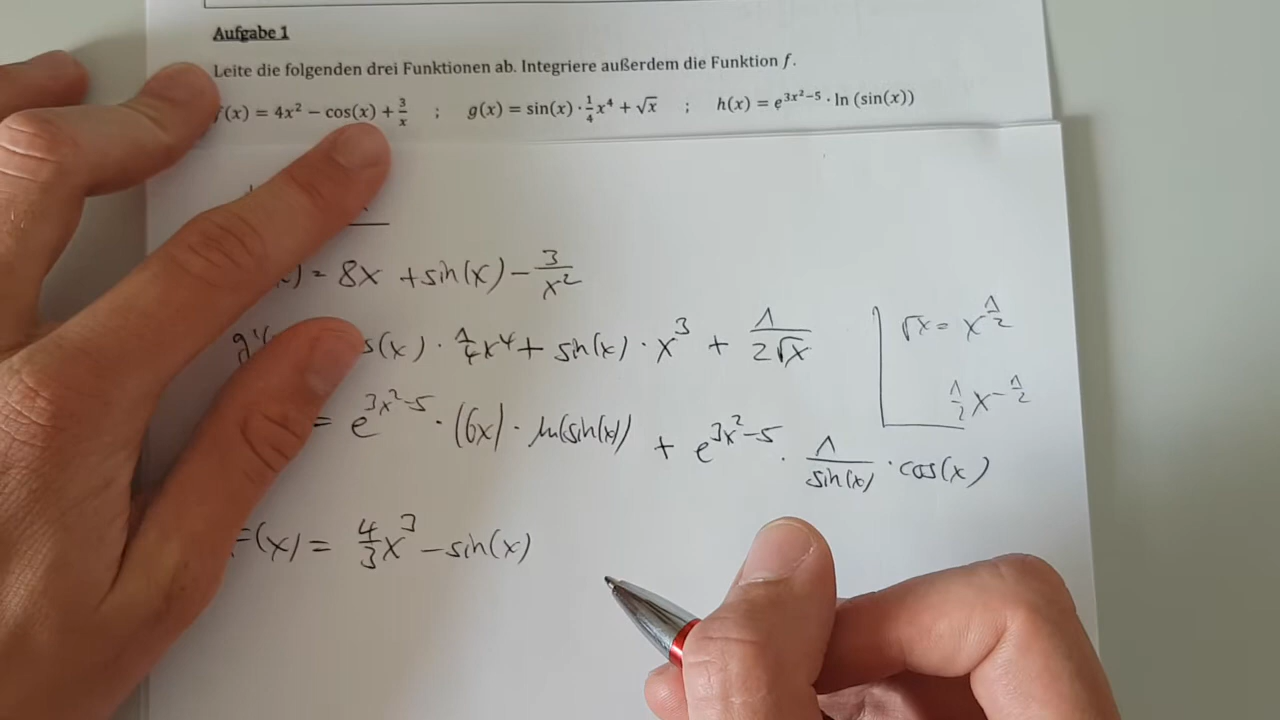 Aufgabe 1
Leite die folgenden drei Funktionen ab. Integriere außerdem die Funktion f.
f(x) = 4x² − cos(x) + 3/x ; g(x) = sin(x) · 1/4 x⁴ + √x ; h(x) = e^(3x²−5) · ln (sin(x))
) = 8x + sin(x) − 3/x²
g'( s(x) · 1/4 x⁴ + sin(x) · x³ + 1/(2√x)
√x = x^(1/2)
1/2 x^(−1/2)
= e^(3x²−5) · (6x) · ln(sin(x)) + e^(3x²−5) · 1/sin(x) · cos(x)
F(x) = 4/3 x³ − sin(x)